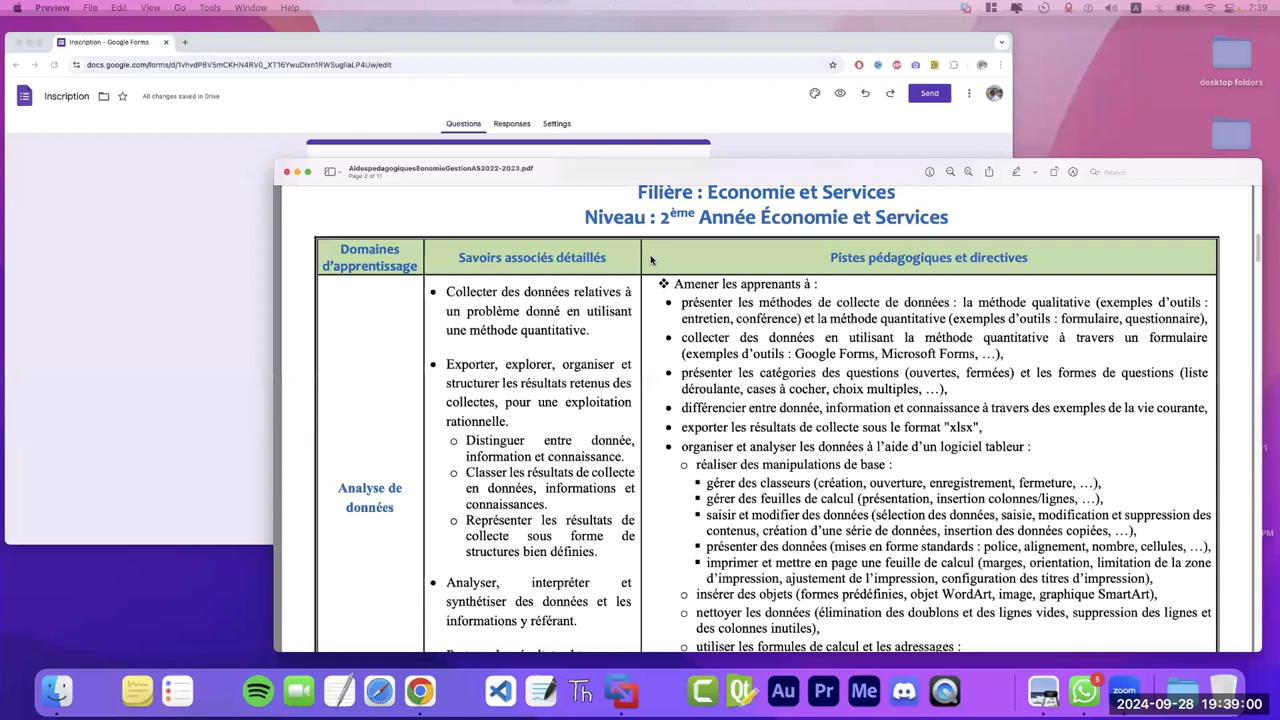 Preview File Edit View Go Tools Window Help
7:39
Inscription - Google Forms
docs.google.com/forms/d/1vhvdP8V5mCKHN4RV0_XT16YwuDixn1RWSugliaLP4Uw/edit
desktop folders
Inscription
All changes saved in Drive
Send
Questions Responses Settings
AidespedagogiquesEonomieGestionAS2022-2023.pdf
Page 2 of 11
Search
Filière : Economie et Services
Niveau : 2ème Année Économie et Services
Domaines d'apprentissage
Savoirs associés détaillés
Pistes pédagogiques et directives
Analyse de
données
• Collecter des données relatives à
un problème donné en utilisant
une méthode quantitative.
• Exporter, explorer, organiser et
structurer les résultats retenus des
collectes, pour une exploitation
rationnelle.
o Distinguer entre donnée,
information et connaissance.
o Classer les résultats de collecte
en données, informations et
connaissances.
o Représenter les résultats de
collecte sous forme de
structures bien définies.
• Analyser, interpréter et
synthétiser des données et les
informations y référant.
❖ Amener les apprenants à :
• présenter les méthodes de collecte de données : la méthode qualitative (exemples d'outils :
entretien, conférence) et la méthode quantitative (exemples d'outils : formulaire, questionnaire),
• collecter des données en utilisant la méthode quantitative à travers un formulaire
(exemples d'outils : Google Forms, Microsoft Forms, …),
• présenter les catégories des questions (ouvertes, fermées) et les formes de questions (liste
déroulante, cases à cocher, choix multiples, …),
• différencier entre donnée, information et connaissance à travers des exemples de la vie courante,
• exporter les résultats de collecte sous le format "xlsx",
• organiser et analyser les données à l'aide d'un logiciel tableur :
o réaliser des manipulations de base :
▪ gérer des classeurs (création, ouverture, enregistrement, fermeture, …),
▪ gérer des feuilles de calcul (présentation, insertion colonnes/lignes, …),
▪ saisir et modifier des données (sélection des données, saisie, modification et suppression des
contenus, création d'une série de données, insertion des données copiées, …),
▪ présenter des données (mises en forme standards : police, alignement, nombre, cellules, …),
▪ imprimer et mettre en page une feuille de calcul (marges, orientation, limitation de la zone
d'impression, ajustement de l'impression, configuration des titres d'impression),
o insérer des objets (formes prédéfinies, objet WordArt, image, graphique SmartArt),
o nettoyer les données (élimination des doublons et des lignes vides, suppression des lignes et
des colonnes inutiles),
o utiliser les formules de calcul et les adressages :
Th
Au
Pr
Me
5
zoom
2024-09-28 19:39:00